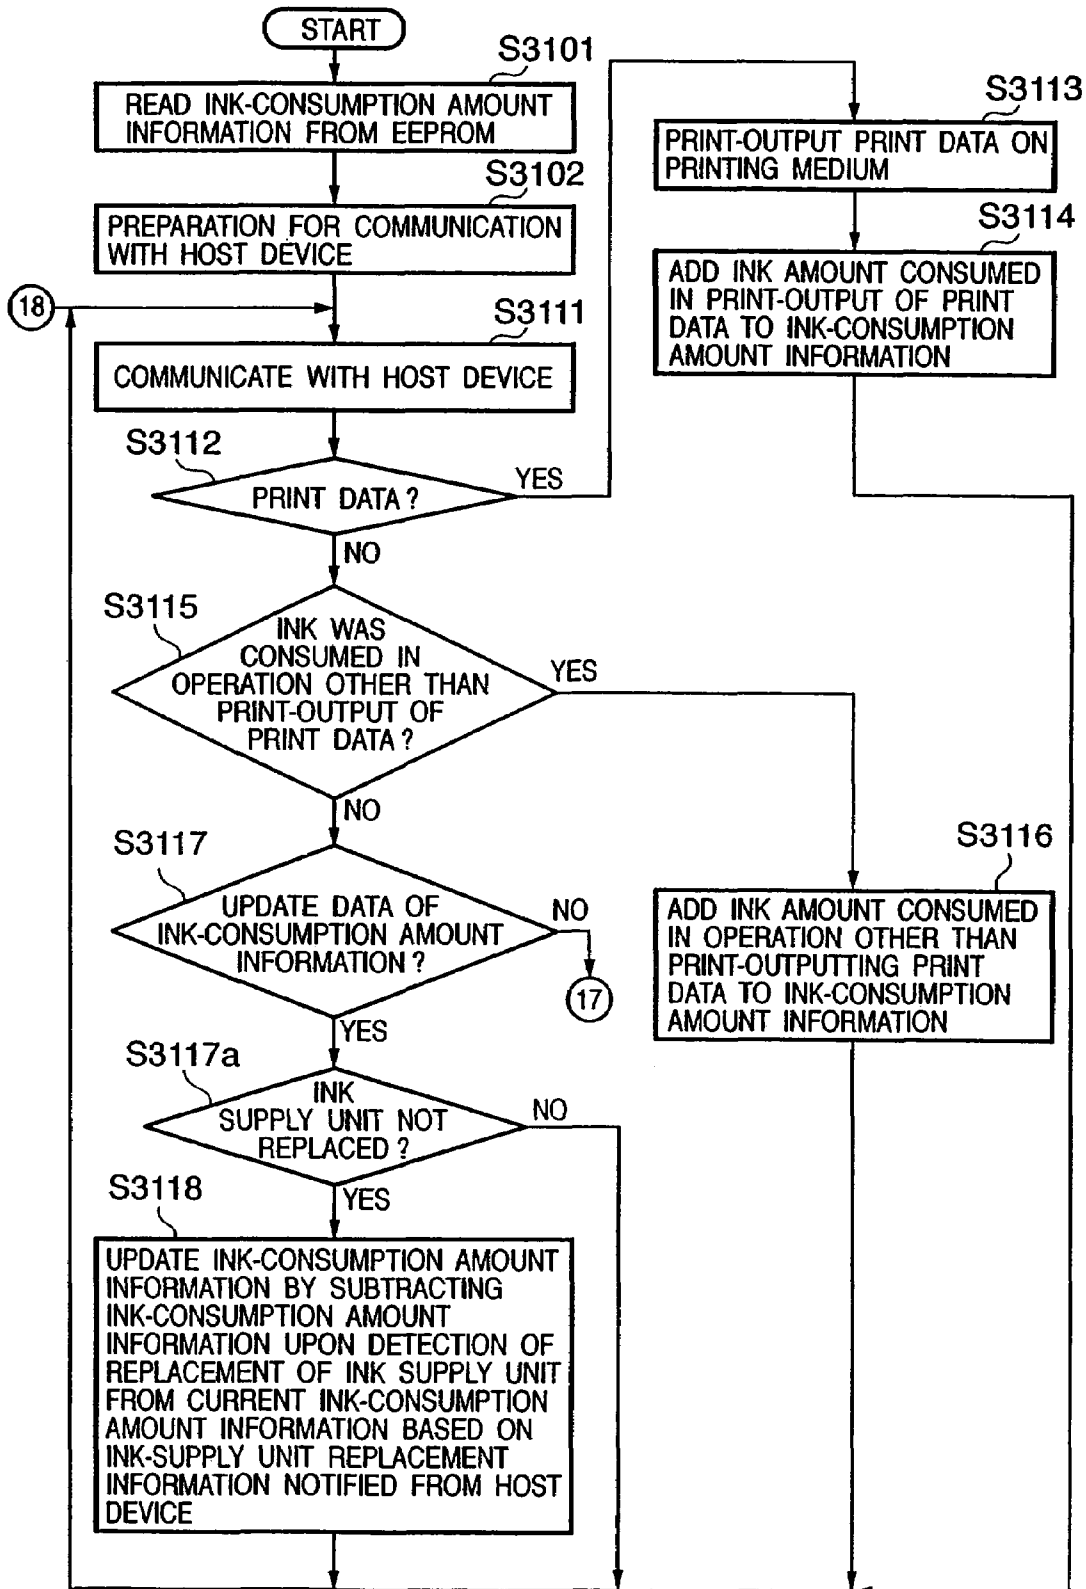 START
S3101
READ INK-CONSUMPTION AMOUNT
INFORMATION FROM EEPROM
S3102
PREPARATION FOR COMMUNICATION
WITH HOST DEVICE
18
S3111
COMMUNICATE WITH HOST DEVICE
S3112
PRINT DATA?
YES
NO
S3113
PRINT-OUTPUT PRINT DATA ON
PRINTING MEDIUM
S3114
ADD INK AMOUNT CONSUMED
IN PRINT-OUTPUT OF PRINT
DATA TO INK-CONSUMPTION
AMOUNT INFORMATION
S3115
INK WAS
CONSUMED IN
OPERATION OTHER THAN
PRINT-OUTPUT OF
PRINT DATA?
YES
NO
S3116
ADD INK AMOUNT CONSUMED
IN OPERATION OTHER THAN
PRINT-OUTPUTTING PRINT
DATA TO INK-CONSUMPTION
AMOUNT INFORMATION
S3117
UPDATE DATA OF
INK-CONSUMPTION AMOUNT
INFORMATION?
NO
17
YES
S3117a
INK
SUPPLY UNIT NOT
REPLACED?
NO
YES
S3118
UPDATE INK-CONSUMPTION AMOUNT
INFORMATION BY SUBTRACTING
INK-CONSUMPTION AMOUNT
INFORMATION UPON DETECTION OF
REPLACEMENT OF INK SUPPLY UNIT
FROM CURRENT INK-CONSUMPTION
AMOUNT INFORMATION BASED ON
INK-SUPPLY UNIT REPLACEMENT
INFORMATION NOTIFIED FROM HOST
DEVICE